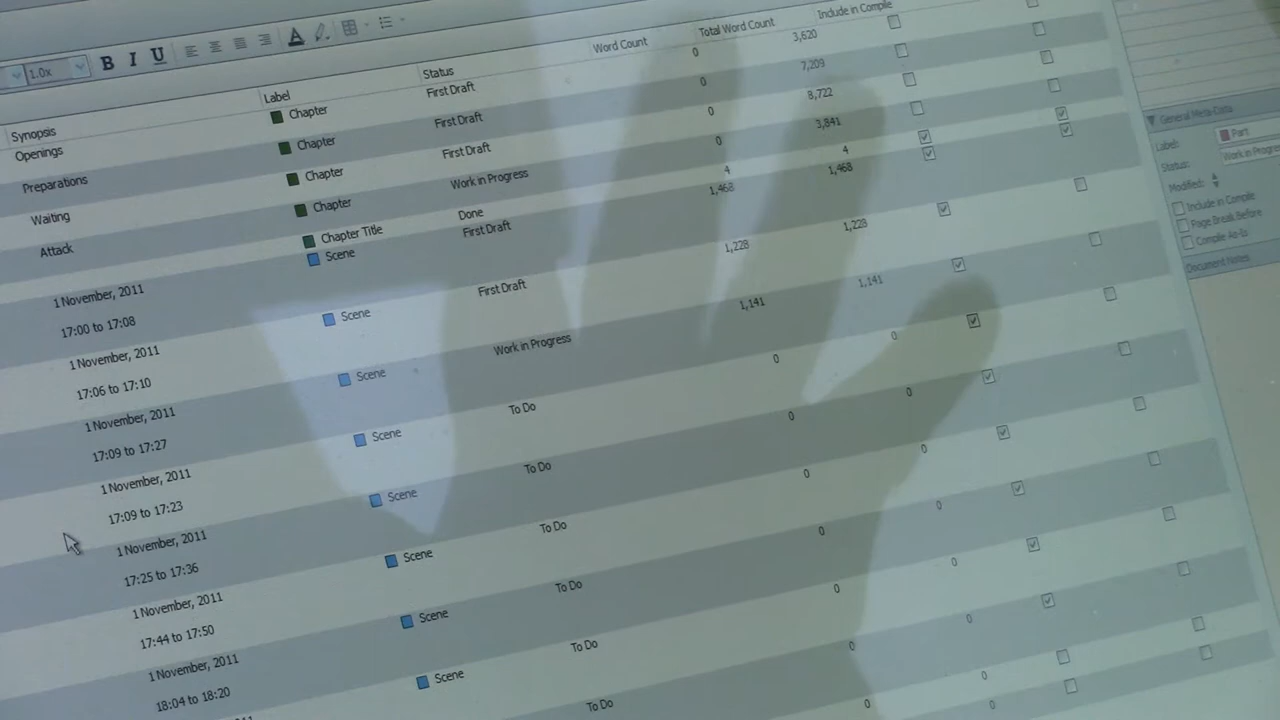 1.0x B I U
Synopsis Label Status Word Count Total Word Count Include in Compile
Openings Chapter First Draft 0 3,620
Preparations Chapter First Draft 0 7,209
Waiting Chapter First Draft 0 8,722
Attack Chapter Work in Progress 0 3,841
Chapter Title Done 4 4
1 November, 2011 Scene First Draft 1,468 1,468
17:00 to 17:08
1 November, 2011 Scene First Draft 1,228 1,228
17:06 to 17:10
1 November, 2011 Scene Work in Progress 1,141 1,141
17:09 to 17:27
1 November, 2011 Scene To Do 0 0
17:09 to 17:23
1 November, 2011 Scene To Do 0 0
17:25 to 17:36
1 November, 2011 Scene To Do 0 0
17:44 to 17:50
1 November, 2011 Scene To Do 0 0
18:04 to 18:20
Scene To Do 0 0
To Do 0 0
0 0
General Meta-Data
Label: Part
Status: Work in Progress
Modified:
Include in Compile
Page Break Before
Compile As-Is
Document Notes